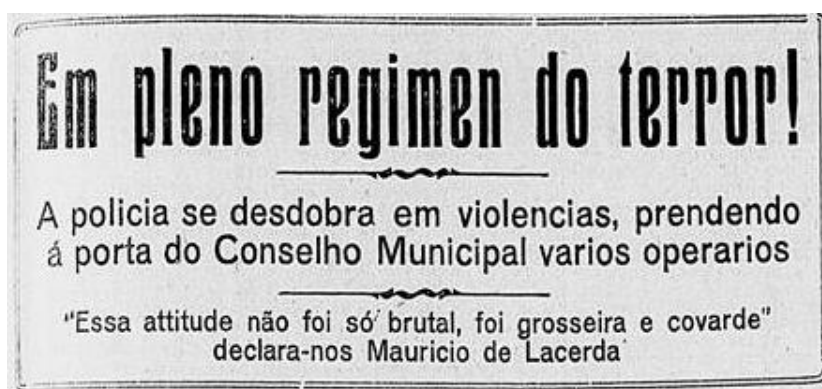 Em pleno regimen do terror!
A policia se desdobra em violencias, prendendo
á porta do Conselho Municipal varios operarios
"Essa attitude não foi só brutal, foi grosseira e covarde"
declara-nos Mauricio de Lacerda